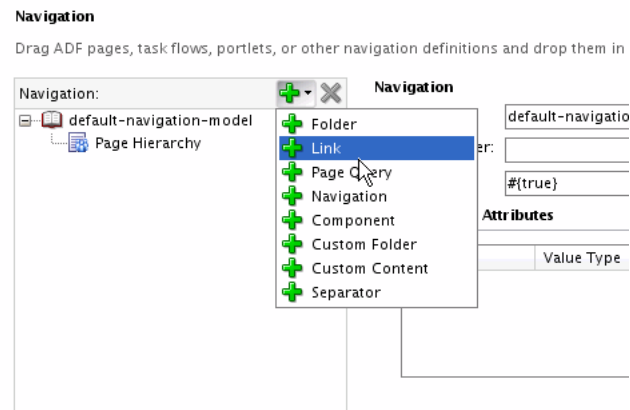 Navigation
Drag ADF pages, task flows, portlets, or other navigation definitions and drop them in
Navigation:
default-navigation-model
Page Hierarchy
Folder
Link
Page Query
Navigation
Component
Custom Folder
Custom Content
Separator
Navigation
default-navigatio
er:
#{true}
Attributes
Value Type